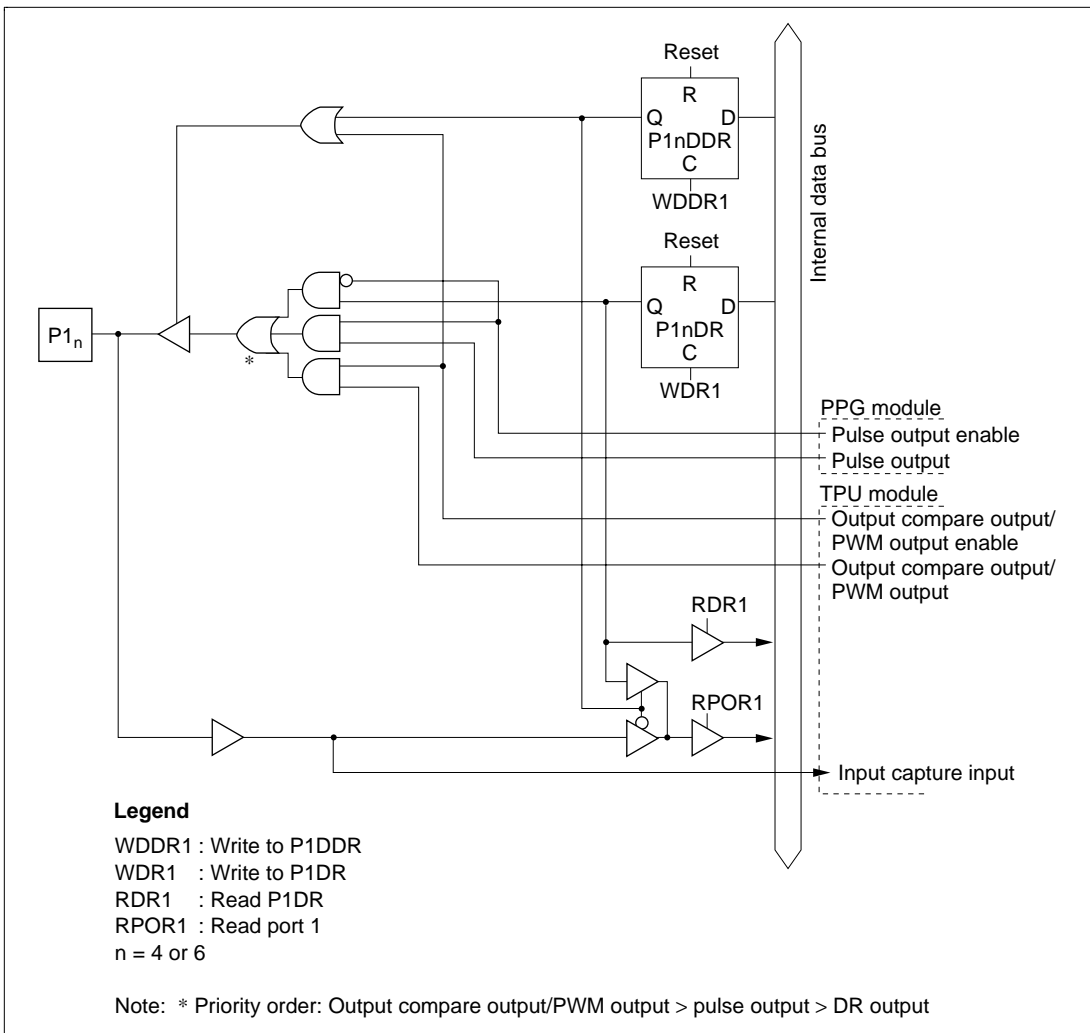 Reset
R
Q D
P1nDDR
C
WDDR1
Internal data bus
Reset
R
Q D
P1nDR
C
WDR1
P1n
*
PPG module
Pulse output enable
Pulse output
TPU module
Output compare output/
PWM output enable
Output compare output/
PWM output
RDR1
RPOR1
Input capture input
Legend
WDDR1 : Write to P1DDR
WDR1 : Write to P1DR
RDR1 : Read P1DR
RPOR1 : Read port 1
n = 4 or 6
Note: * Priority order: Output compare output/PWM output > pulse output > DR output